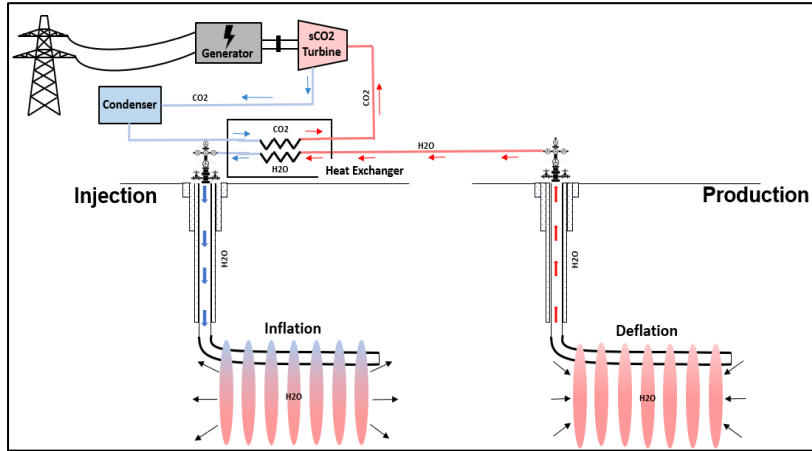 sCO2
Turbine
Generator
CO2
Condenser
CO2
CO2
H2O
H2O
Heat Exchanger
Injection
Production
H2O
H2O
Inflation
Deflation
H2O
H2O